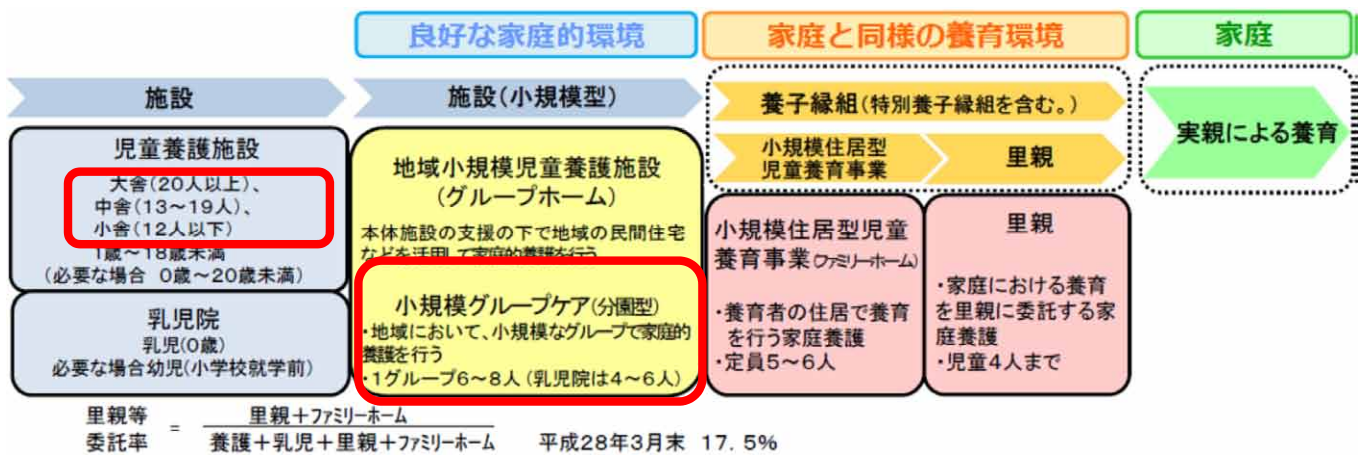 良好な家庭的環境
家庭と同様の養育環境
家庭
施設
施設(小規模型)
養子縁組(特別養子縁組を含む。)
小規模住居型
児童養育事業
里親
実親による養育
児童養護施設
大舎(20人以上)、
中舎(13~19人)、
小舎(12人以下)
1歳~18歳未満
(必要な場合 0歳~20歳未満)
乳児院
乳児(0歳)
必要な場合幼児(小学校就学前)
地域小規模児童養護施設
(グループホーム)
本体施設の支援の下で地域の民間住宅
などを活用して家庭的養護を行う
小規模グループケア(分園型)
・地域において、小規模なグループで家庭的
養護を行う
・1グループ6~8人(乳児院は4~6人)
小規模住居型児童
養育事業(ファミリーホーム)
・養育者の住居で養育
を行う家庭養護
・定員5~6人
里親
・家庭における養育
を里親に委託する家
庭養護
・児童4人まで
里親等
委託率
=
里親+ファミリーホーム
養護+乳児+里親+ファミリーホーム
平成28年3月末 17.5%